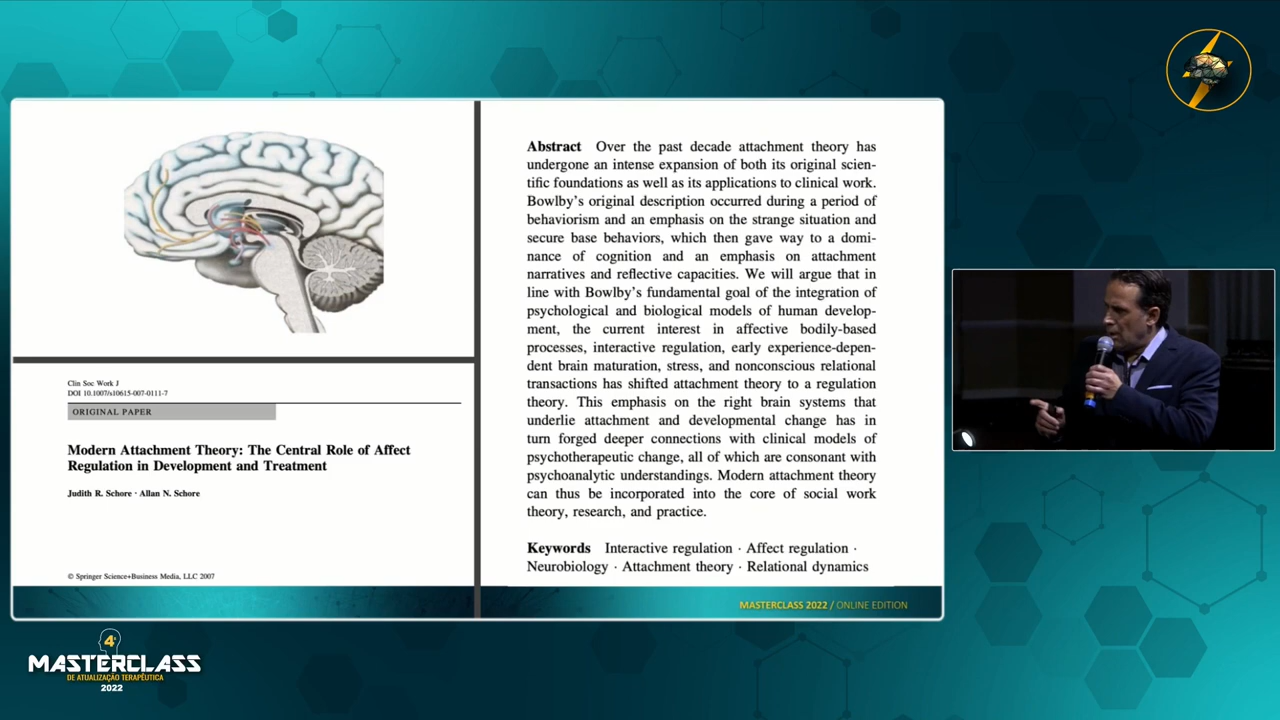 Clin Soc Work J
DOI 10.1007/s10615-007-0111-7
ORIGINAL PAPER
Modern Attachment Theory: The Central Role of Affect
Regulation in Development and Treatment
Judith R. Schore · Allan N. Schore
© Springer Science+Business Media, LLC 2007
Abstract Over the past decade attachment theory has
undergone an intense expansion of both its original scien-
tific foundations as well as its applications to clinical work.
Bowlby's original description occurred during a period of
behaviorism and an emphasis on the strange situation and
secure base behaviors, which then gave way to a domi-
nance of cognition and an emphasis on attachment
narratives and reflective capacities. We will argue that in
line with Bowlby's fundamental goal of the integration of
psychological and biological models of human develop-
ment, the current interest in affective bodily-based
processes, interactive regulation, early experience-depen-
dent brain maturation, stress, and nonconscious relational
transactions has shifted attachment theory to a regulation
theory. This emphasis on the right brain systems that
underlie attachment and developmental change has in
turn forged deeper connections with clinical models of
psychotherapeutic change, all of which are consonant with
psychoanalytic understandings. Modern attachment theory
can thus be incorporated into the core of social work
theory, research, and practice.
Keywords Interactive regulation · Affect regulation ·
Neurobiology · Attachment theory · Relational dynamics
MASTERCLASS 2022 / ONLINE EDITION
4ª
MASTERCLASS
DE ATUALIZAÇÃO TERAPÊUTICA
2022